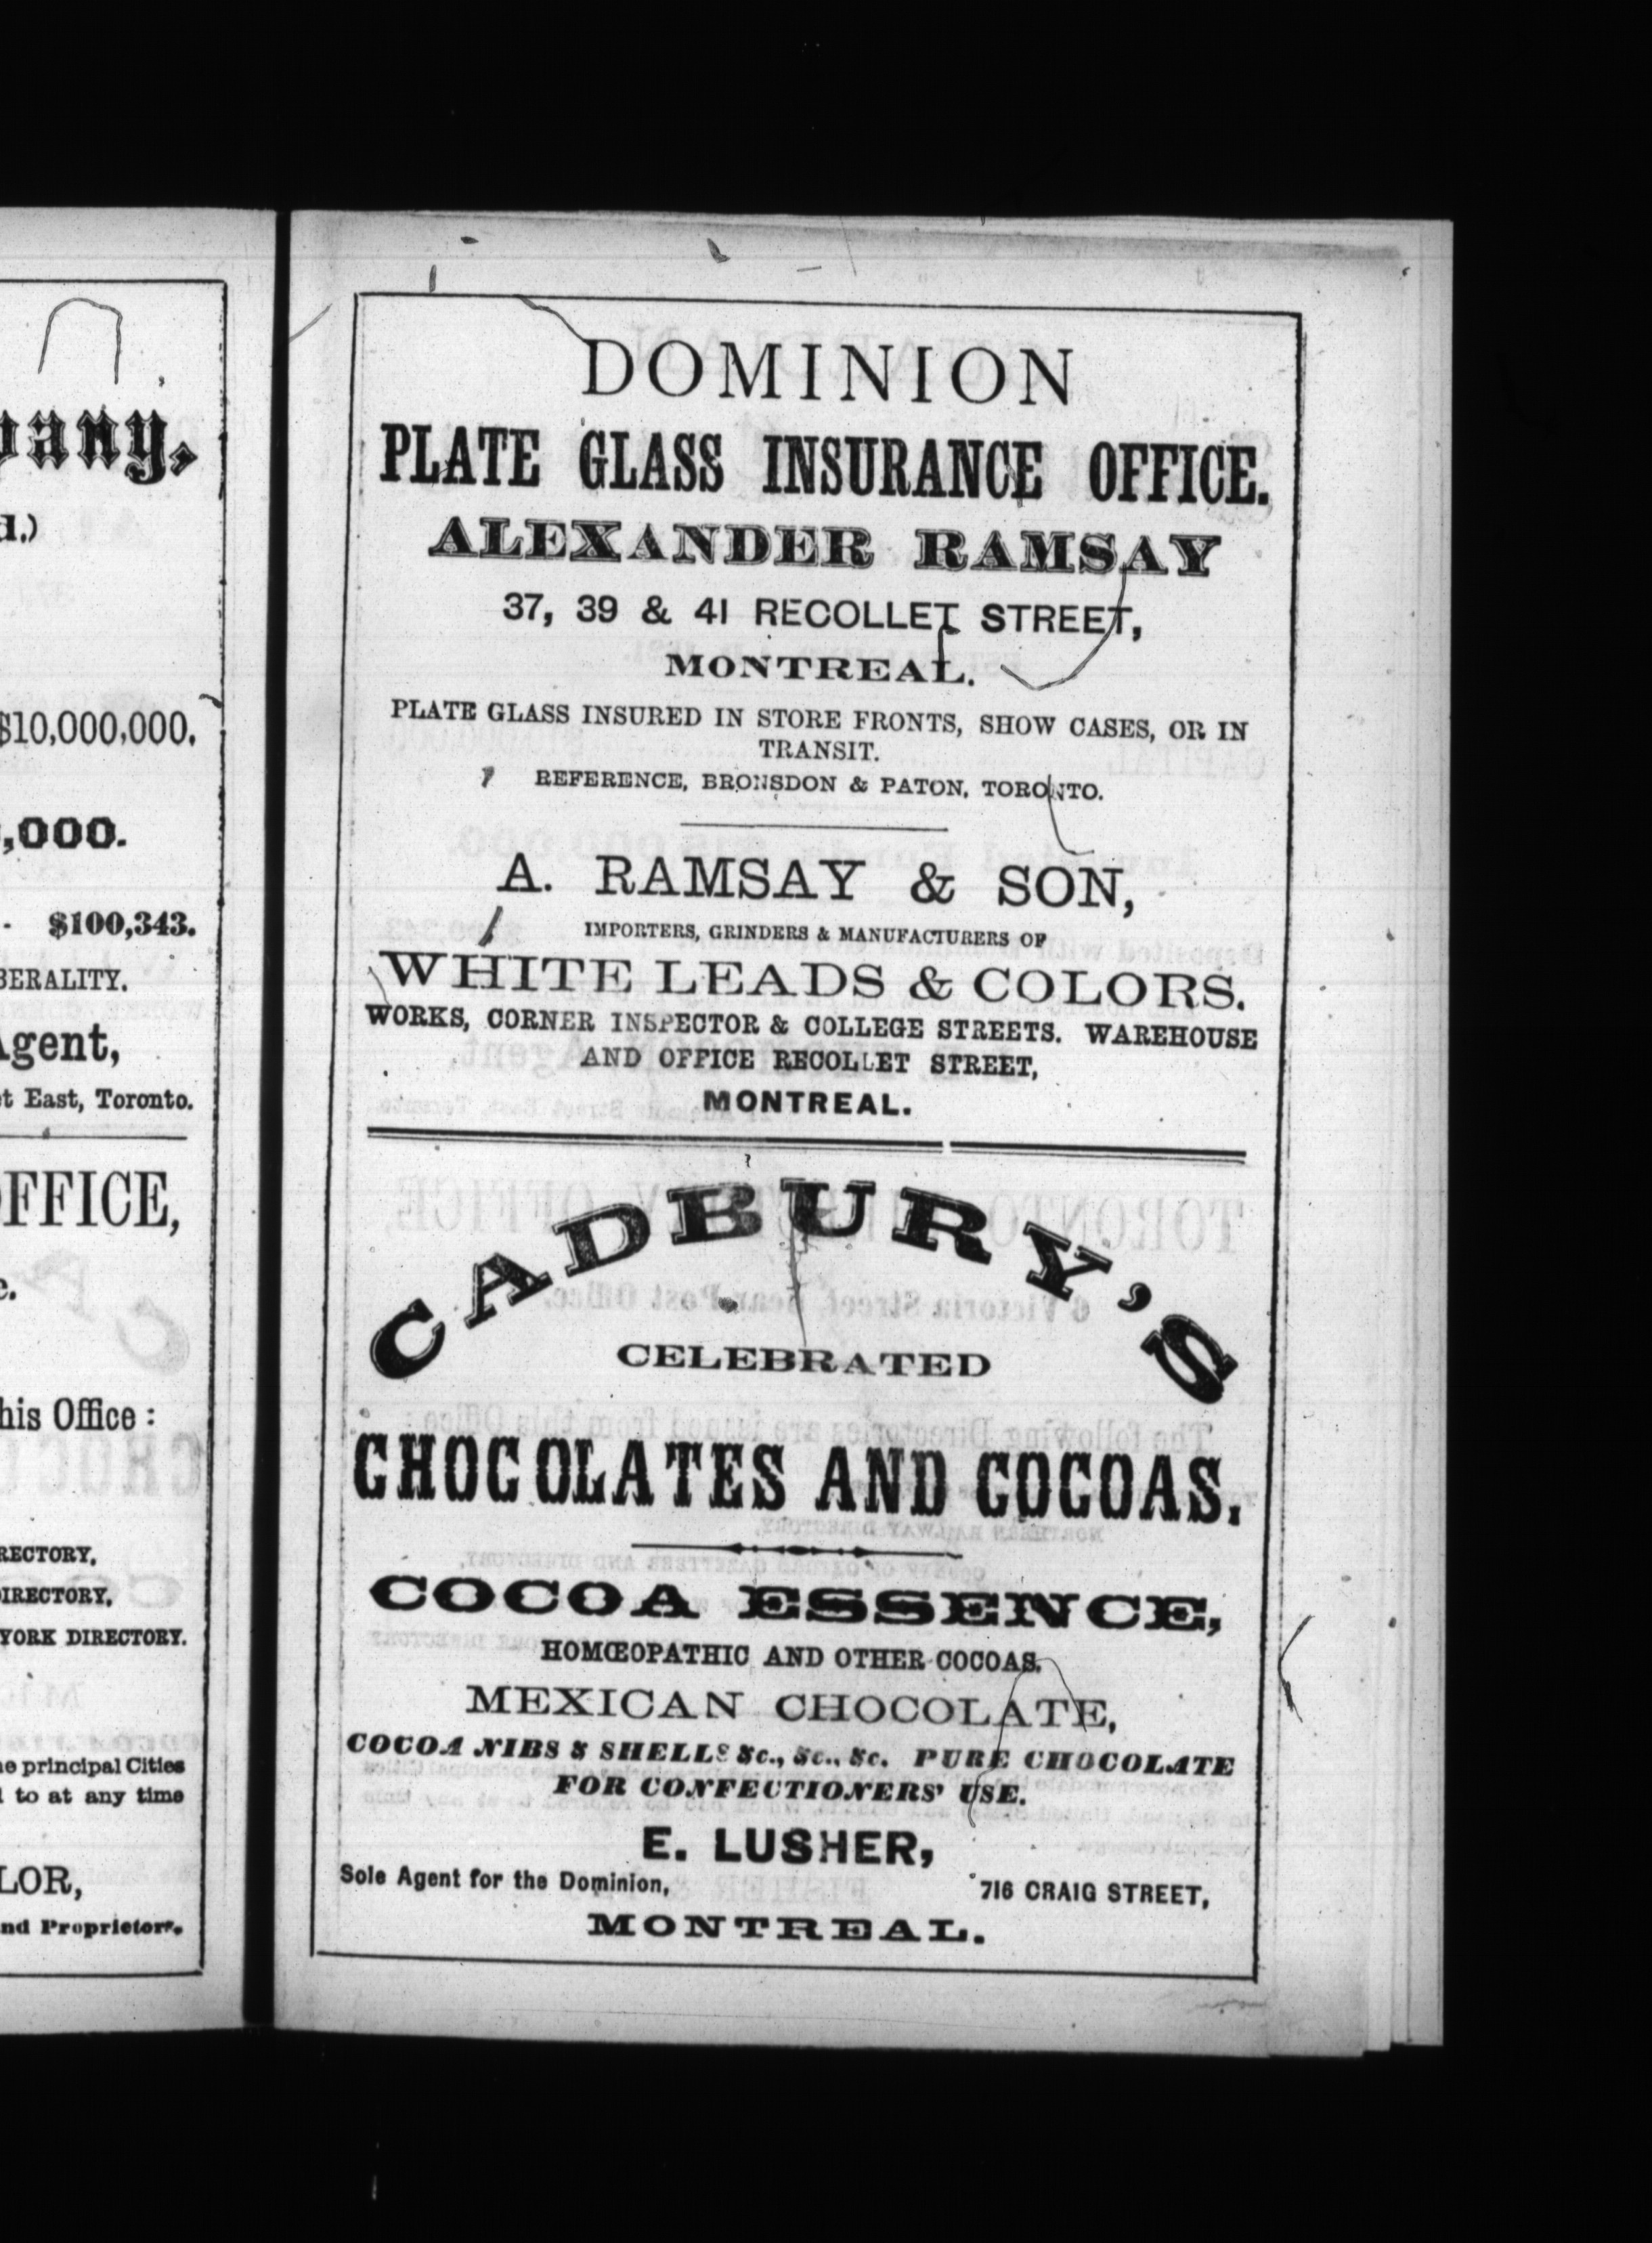 pany,
d.)
$10,000,000.
,000.
$100,343.
BERALITY.
Agent,
t East, Toronto.
OFFICE,
his Office :
RECTORY,
DIRECTORY,
YORK DIRECTORY.
e principal Cities
to at any time
LOR,
nd Proprietors.
DOMINION
PLATE GLASS INSURANCE OFFICE.
ALEXANDER RAMSAY
37, 39 & 41 RECOLLET STREET,
MONTREAL.
PLATE GLASS INSURED IN STORE FRONTS, SHOW CASES, OR IN
TRANSIT.
REFERENCE, BRONSDON & PATON, TORONTO.
A. RAMSAY & SON,
IMPORTERS, GRINDERS & MANUFACTURERS OF
WHITE LEADS & COLORS.
WORKS, CORNER INSPECTOR & COLLEGE STREETS. WAREHOUSE
AND OFFICE RECOLLET STREET,
MONTREAL.
CADBURY'S
CELEBRATED
CHOCOLATES AND COCOAS.
COCOA ESSENCE,
HOMŒOPATHIC AND OTHER COCOAS.
MEXICAN CHOCOLATE,
COCOA NIBS & SHELLS &c., &c., &c. PURE CHOCOLATE
FOR CONFECTIONERS' USE.
E. LUSHER,
Sole Agent for the Dominion, 716 CRAIG STREET,
MONTREAL.